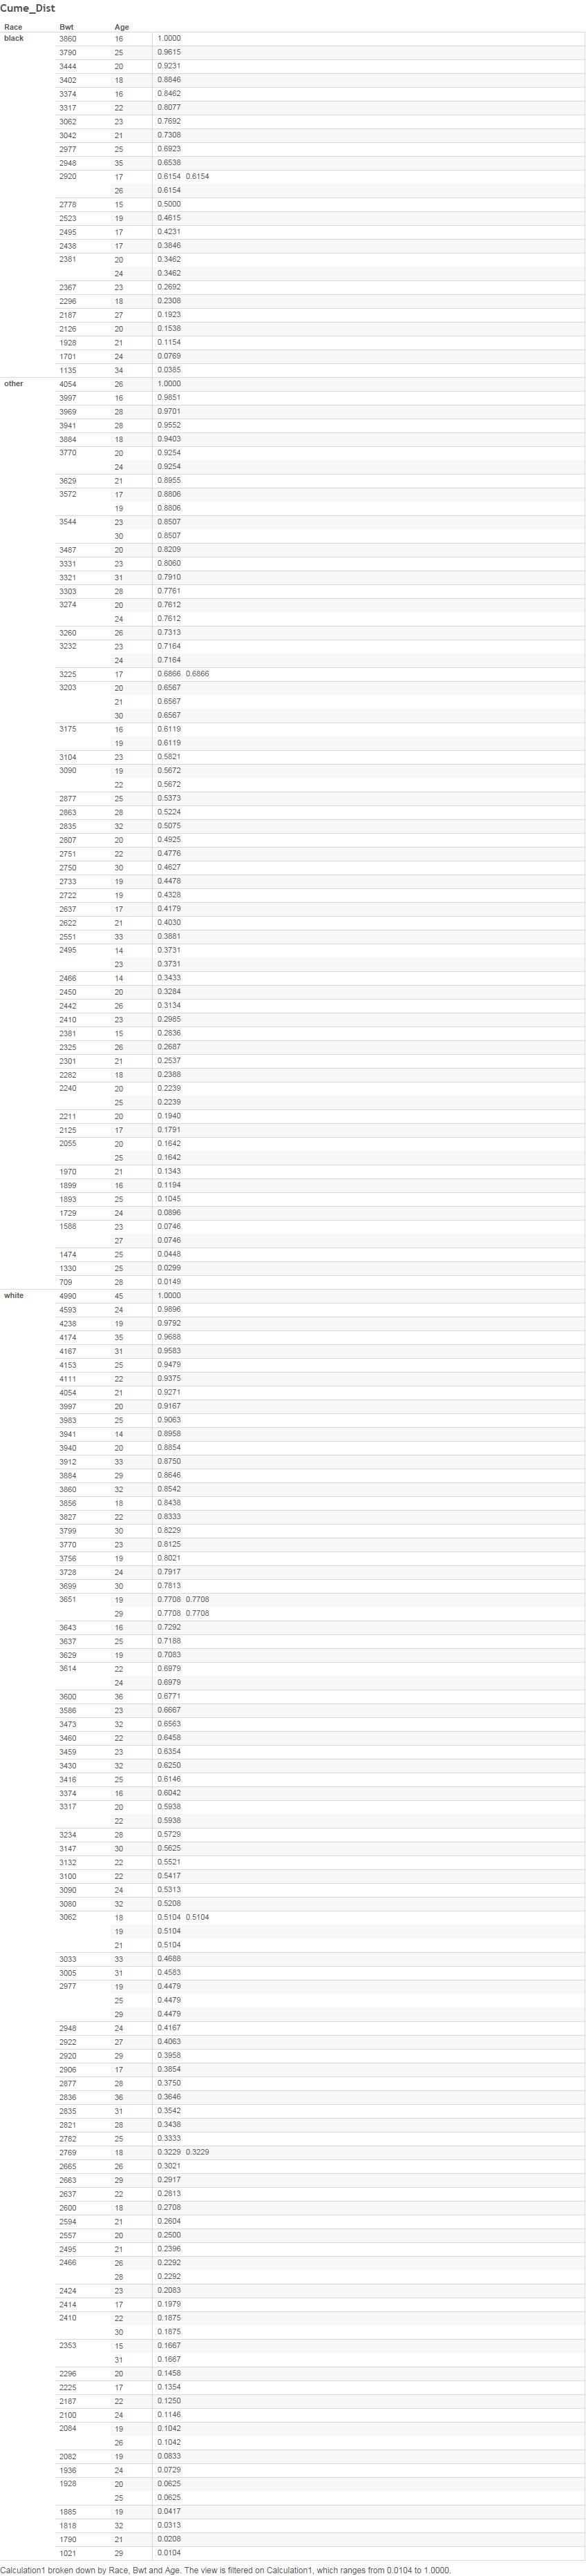 Cume_Dist
Race Bwt Age
black 3860 16 1.0000
3790 25 0.9615
3444 20 0.9231
3402 18 0.8846
3374 16 0.8462
3317 22 0.8077
3062 23 0.7692
3042 21 0.7308
2977 25 0.6923
2948 35 0.6538
2920 17 0.6154 0.6154
26 0.6154
2778 15 0.5000
2523 19 0.4615
2495 17 0.4231
2438 17 0.3846
2381 20 0.3462
24 0.3462
2367 23 0.2692
2296 18 0.2308
2187 27 0.1923
2126 20 0.1538
1928 21 0.1154
1701 24 0.0769
1135 34 0.0385
other 4054 26 1.0000
3997 16 0.9851
3969 28 0.9701
3941 28 0.9552
3884 18 0.9403
3770 20 0.9254
24 0.9254
3629 21 0.8955
3572 17 0.8806
19 0.8806
3544 23 0.8507
30 0.8507
3487 20 0.8209
3331 23 0.8060
3321 31 0.7910
3303 28 0.7761
3274 20 0.7612
24 0.7612
3260 26 0.7313
3232 23 0.7164
24 0.7164
3225 17 0.6866 0.6866
3203 20 0.6567
21 0.6567
30 0.6567
3175 16 0.6119
19 0.6119
3104 23 0.5821
3090 19 0.5672
22 0.5672
2877 25 0.5373
2863 28 0.5224
2835 32 0.5075
2807 20 0.4925
2751 22 0.4776
2750 30 0.4627
2733 19 0.4478
2722 19 0.4328
2637 17 0.4179
2622 21 0.4030
2551 33 0.3881
2495 14 0.3731
23 0.3731
2466 14 0.3433
2450 20 0.3284
2442 26 0.3134
2410 23 0.2985
2381 15 0.2836
2325 26 0.2687
2301 21 0.2537
2282 18 0.2388
2240 20 0.2239
25 0.2239
2211 20 0.1940
2125 17 0.1791
2055 20 0.1642
25 0.1642
1970 21 0.1343
1899 16 0.1194
1893 25 0.1045
1729 24 0.0896
1588 23 0.0746
27 0.0746
1474 25 0.0448
1330 25 0.0299
709 28 0.0149
white 4990 45 1.0000
4593 24 0.9896
4238 19 0.9792
4174 35 0.9688
4167 31 0.9583
4153 25 0.9479
4111 22 0.9375
4054 21 0.9271
3997 20 0.9167
3983 25 0.9063
3941 14 0.8958
3940 20 0.8854
3912 33 0.8750
3884 29 0.8646
3860 32 0.8542
3856 18 0.8438
3827 22 0.8333
3799 30 0.8229
3770 23 0.8125
3756 19 0.8021
3728 24 0.7917
3699 30 0.7813
3651 19 0.7708 0.7708
29 0.7708 0.7708
3643 16 0.7292
3637 25 0.7188
3629 19 0.7083
3614 22 0.6979
24 0.6979
3600 36 0.6771
3586 23 0.6667
3473 32 0.6563
3460 22 0.6458
3459 23 0.6354
3430 32 0.6250
3416 25 0.6146
3374 16 0.6042
3317 20 0.5938
22 0.5938
3234 28 0.5729
3147 30 0.5625
3132 22 0.5521
3100 22 0.5417
3090 24 0.5313
3080 32 0.5208
3062 18 0.5104 0.5104
19 0.5104
21 0.5104
3033 33 0.4688
3005 31 0.4583
2977 19 0.4479
25 0.4479
29 0.4479
2948 24 0.4167
2922 27 0.4063
2920 29 0.3958
2906 17 0.3854
2877 28 0.3750
2836 36 0.3646
2835 31 0.3542
2821 28 0.3438
2782 25 0.3333
2769 18 0.3229 0.3229
2665 26 0.3021
2663 29 0.2917
2637 22 0.2813
2600 18 0.2708
2594 21 0.2604
2557 20 0.2500
2495 21 0.2396
2466 26 0.2292
28 0.2292
2424 23 0.2083
2414 17 0.1979
2410 22 0.1875
30 0.1875
2353 15 0.1667
31 0.1667
2296 20 0.1458
2225 17 0.1354
2187 22 0.1250
2100 24 0.1146
2084 19 0.1042
26 0.1042
2082 19 0.0833
1936 24 0.0729
1928 20 0.0625
25 0.0625
1885 19 0.0417
1818 32 0.0313
1790 21 0.0208
1021 29 0.0104
Calculation1 broken down by Race, Bwt and Age. The view is filtered on Calculation1, which ranges from 0.0104 to 1.0000.